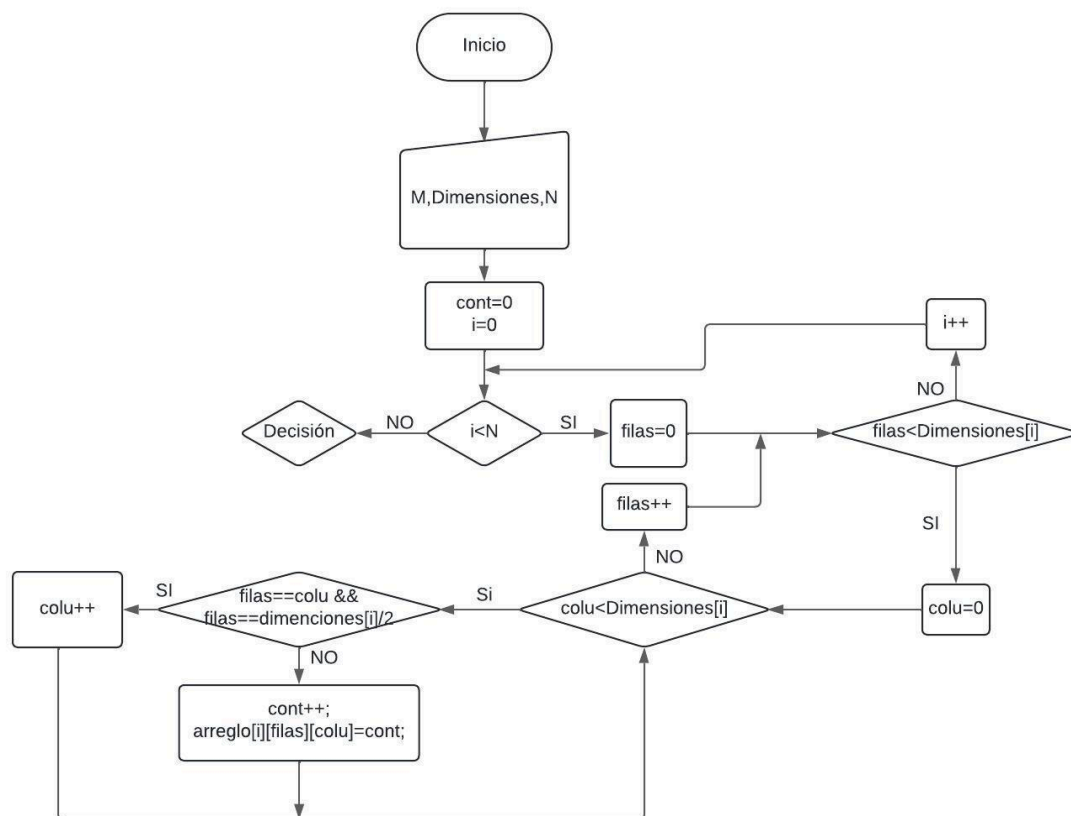 Inicio
M,Dimensiones,N
cont=0
i=0
i++
NO
Decisión
NO
i<N
SI
filas=0
filas<Dimensiones[i]
filas++
SI
NO
colu++
SI
filas==colu &&
filas==dimenciones[i]/2
Si
colu<Dimensiones[i]
colu=0
NO
cont++;
arreglo[i][filas][colu]=cont;